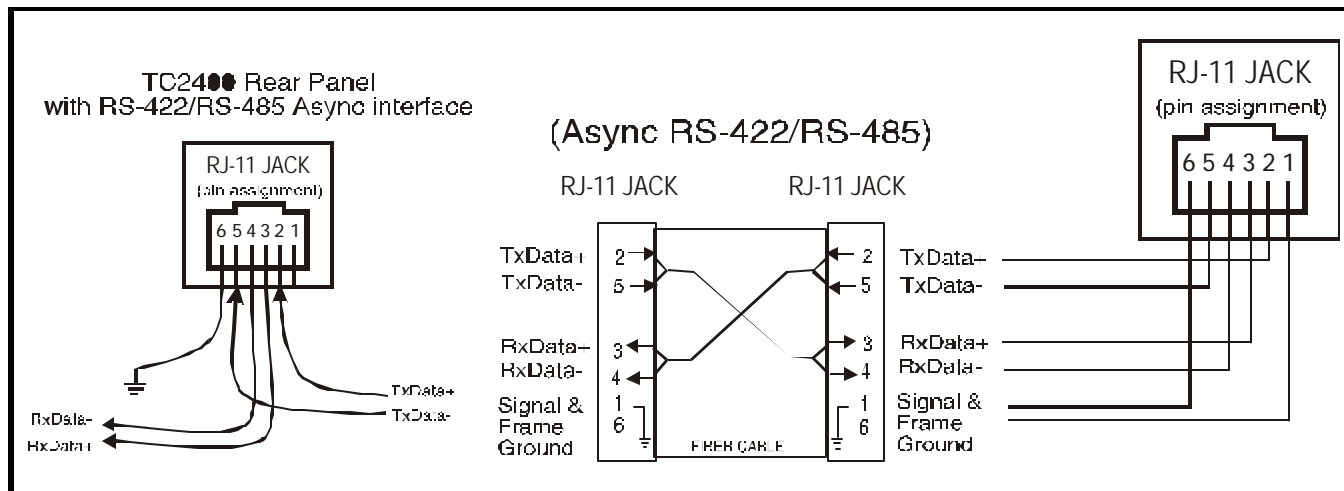 TC2400 Rear Panel
with RS-422/RS-485 Async interface
RJ-11 JACK
(pin assignment)
6 5 4 3 2 1
TxData+
TxData-
RxData-
RxData+
(Async RS-422/RS-485)
RJ-11 JACK
RJ-11 JACK
TxData+ 2
TxData- 5
RxData+ 3
RxData- 4
Signal & 1
Frame 6
Ground
FIBER CABLE
2 TxData+
5 TxData-
3 RxData+
4 RxData-
1 Signal &
6 Frame
Ground
RJ-11 JACK
(pin assignment)
6 5 4 3 2 1